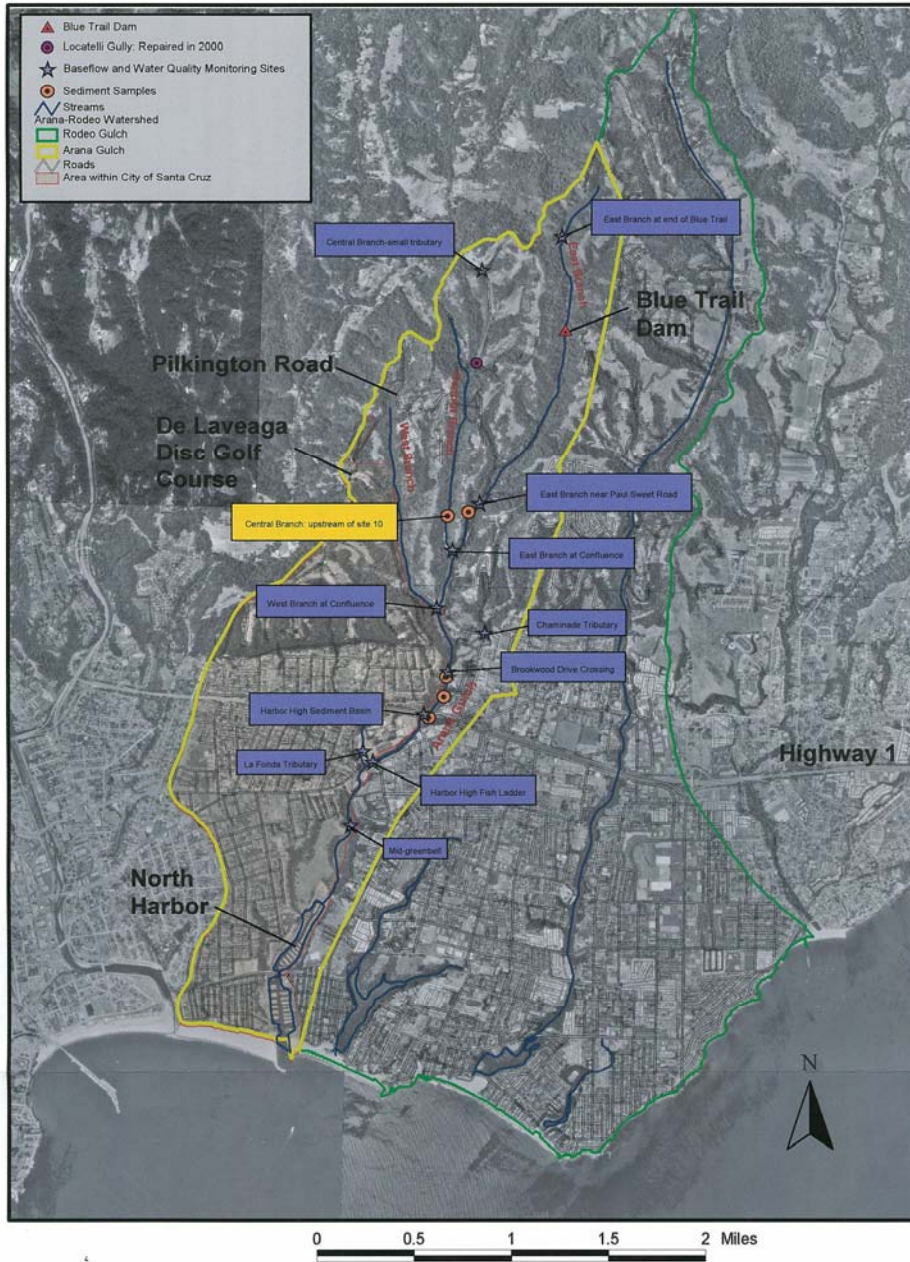 Blue Trail Dam
Locatelli Gully: Repaired in 2000
Baseflow and Water Quality Monitoring Sites
Sediment Samples
Streams
Arana-Rodeo Watershed
Rodeo Gulch
Arana Gulch
Roads
Area within City of Santa Cruz
East Branch at end of Blue Trail
Central Branch-small tributary
East Branch
Blue Trail
Dam
Pilkington Road
De Laveaga
Disc Golf
Course
West Branch
East Branch near Paul Sweet Road
Central Branch: upstream of site 10
East Branch at Confluence
West Branch at Confluence
Chaminade Tributary
Brookwood Drive Crossing
Arana Gulch
Harbor High Sediment Basin
La Fonda Tributary
Highway 1
Harbor High Fish Ladder
Mid-greenbelt
North
Harbor
N
0 0.5 1 1.5 2 Miles